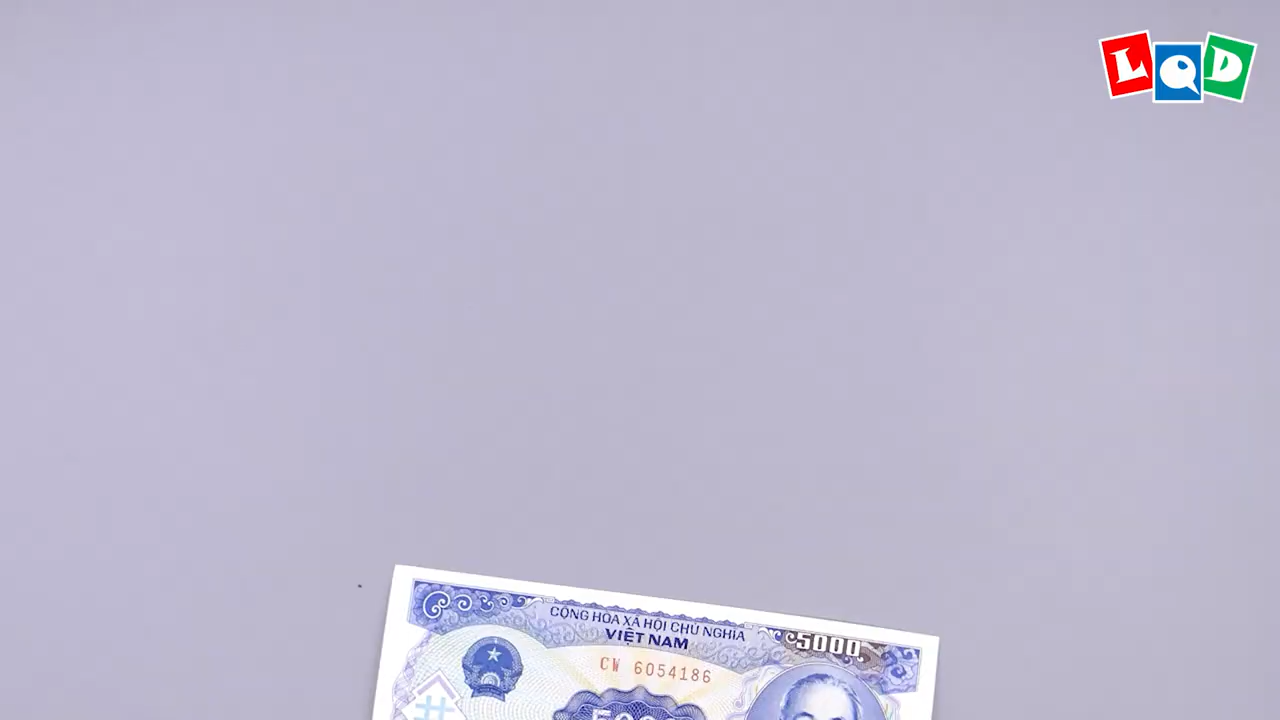 LQD
CỘNG HÒA XÃ HỘI CHỦ NGHĨA
VIỆT NAM
5000
CW 6054186